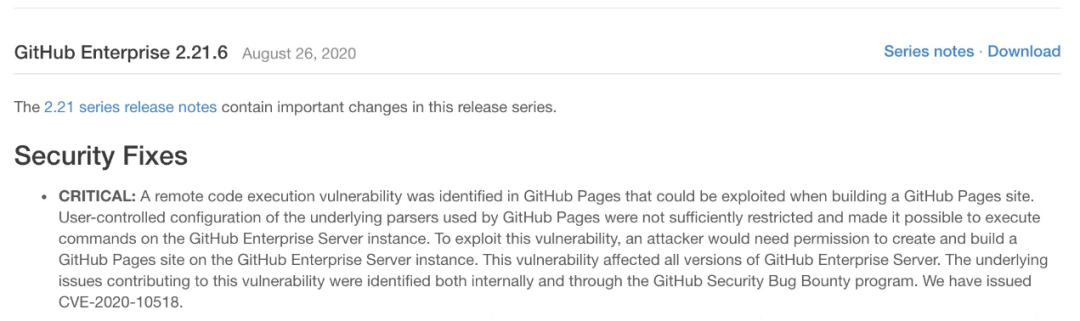 GitHub Enterprise 2.21.6 August 26, 2020 Series notes · Download
The 2.21 series release notes contain important changes in this release series.
Security Fixes
• CRITICAL: A remote code execution vulnerability was identified in GitHub Pages that could be exploited when building a GitHub Pages site.
User-controlled configuration of the underlying parsers used by GitHub Pages were not sufficiently restricted and made it possible to execute
commands on the GitHub Enterprise Server instance. To exploit this vulnerability, an attacker would need permission to create and build a
GitHub Pages site on the GitHub Enterprise Server instance. This vulnerability affected all versions of GitHub Enterprise Server. The underlying
issues contributing to this vulnerability were identified both internally and through the GitHub Security Bug Bounty program. We have issued
CVE-2020-10518.